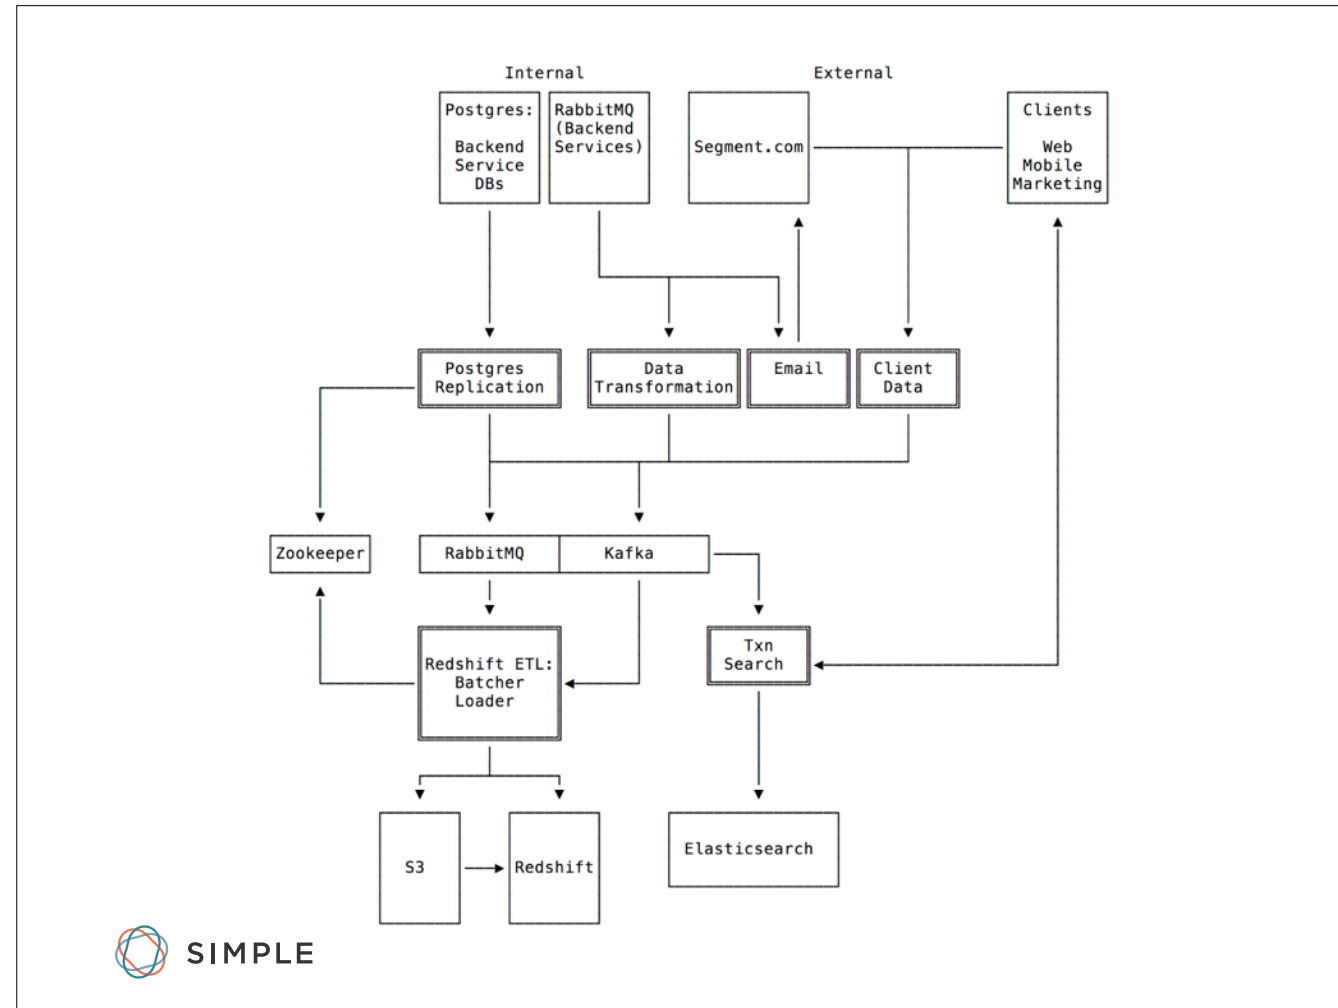 Internal
External
Postgres:
Backend
Service
DBs
RabbitMQ
(Backend
Services)
Segment.com
Clients
Web
Mobile
Marketing
Postgres
Replication
Data
Transformation
Email
Client
Data
Zookeeper
RabbitMQ
Kafka
Redshift ETL:
Batcher
Loader
Txn
Search
S3
Redshift
Elasticsearch
SIMPLE